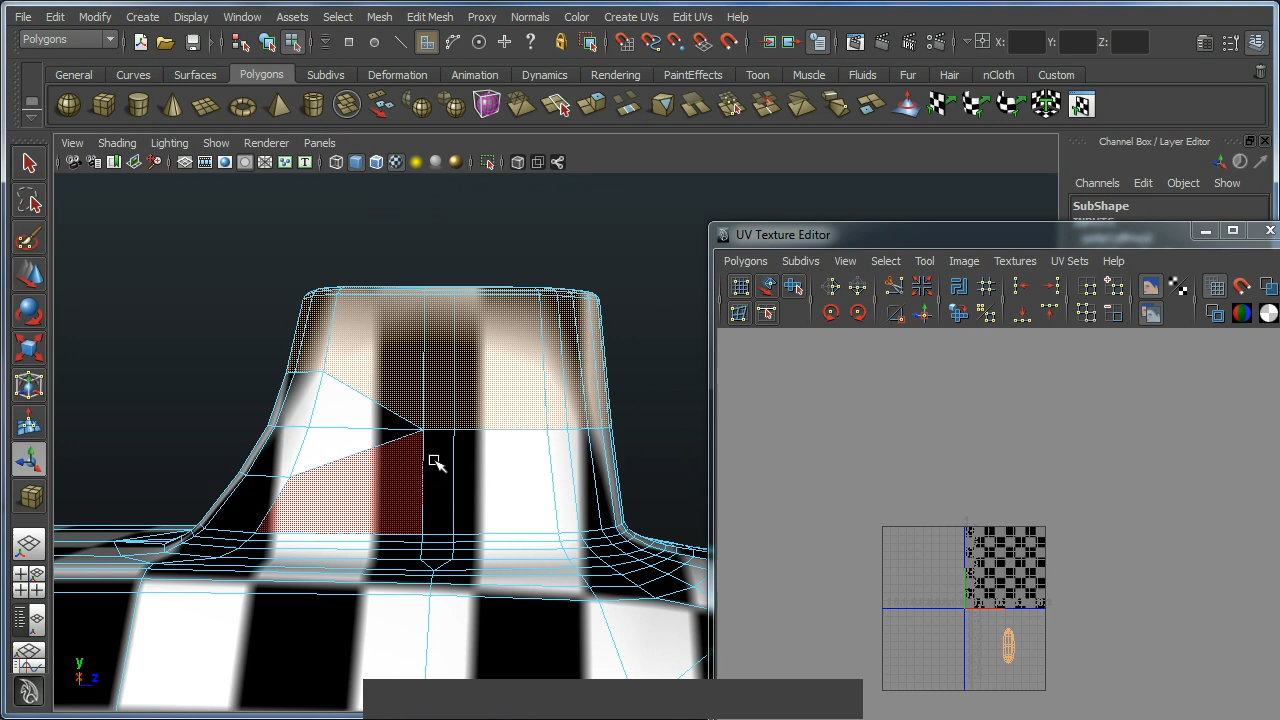 File Edit Modify Create Display Window Assets Select Mesh Edit Mesh Proxy Normals Color Create UVs Edit UVs Help
Polygons X: Y: Z:
General Curves Surfaces Polygons Subdivs Deformation Animation Dynamics Rendering PaintEffects Toon Muscle Fluids Fur Hair nCloth Custom
View Shading Lighting Show Renderer Panels
Channel Box / Layer Editor
Channels Edit Object Show
SubShape
UV Texture Editor
Polygons Subdivs View Select Tool Image Textures UV Sets Help
y
z